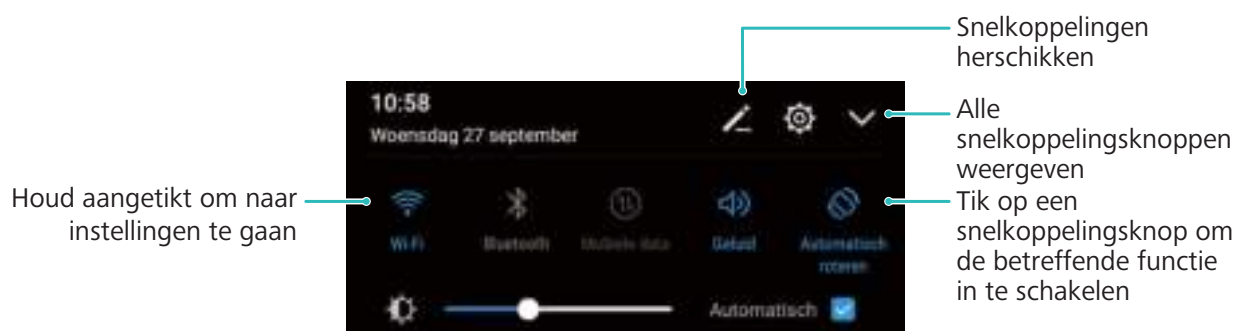 Snelkoppelingen
herschikken
10:58
Woensdag 27 september
Alle
snelkoppelingsknoppen
weergeven
Houd aangetikt om naar
instellingen te gaan
Wi-Fi
Bluetooth
Mobiele data
Geluid
Automatisch
roteren
Tik op een
snelkoppelingsknop om
de betreffende functie
in te schakelen
Automatisch